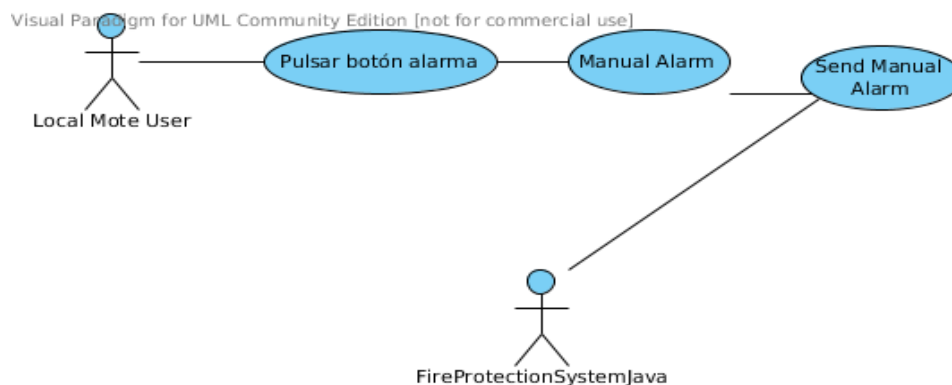 Visual Paradigm for UML Community Edition [not for commercial use]
Pulsar botón alarma
Manual Alarm
Send Manual
Alarm
Local Mote User
FireProtectionSystemJava